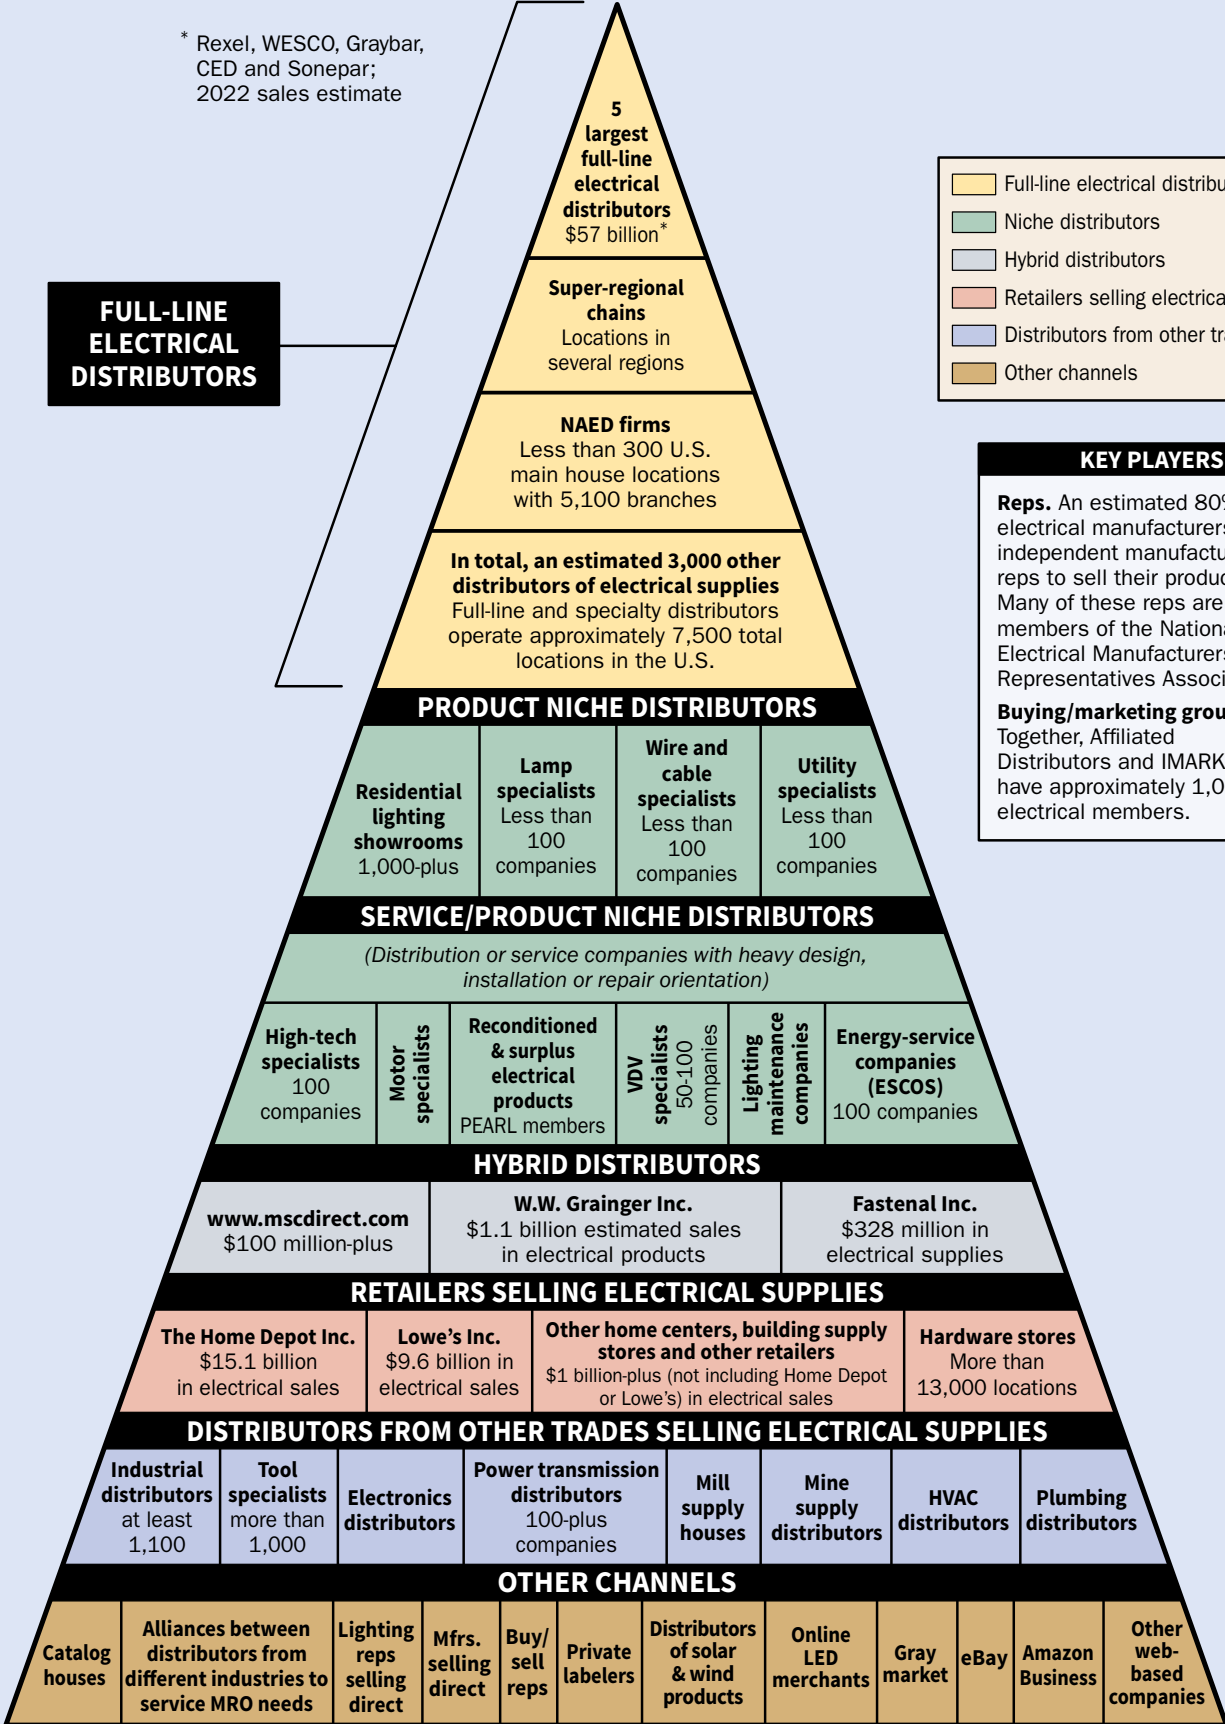 * Rexel, WESCO, Graybar,
CED and Sonepar;
2022 sales estimate
FULL-LINE
ELECTRICAL
DISTRIBUTORS
5
largest
full-line
electrical
distributors
$57 billion*
Super-regional
chains
Locations in
several regions
NAED firms
Less than 300 U.S.
main house locations
with 5,100 branches
In total, an estimated 3,000 other
distributors of electrical supplies
Full-line and specialty distributors
operate approximately 7,500 total
locations in the U.S.
Full-line electrical
Niche distributors
Hybrid distributors
Retailers selling
Distributors from other
Other channels
KEY PLAYERS
Reps. An estimated
electrical
independent
reps to sell their
Many of these reps are
members of the
Electrical
Representatives
Buying/marketing
Together, Affiliated
Distributors and IMARK
have approximately
electrical members.
PRODUCT NICHE DISTRIBUTORS
Residential
lighting
showrooms
1,000-plus
Lamp
specialists
Less than
100
companies
Wire and
cable
specialists
Less than
100
companies
Utility
specialists
Less than
100
companies
SERVICE/PRODUCT NICHE DISTRIBUTORS
(Distribution or service companies with heavy design,
installation or repair orientation)
High-tech
specialists
100
companies
Motor
specialists
Reconditioned
& surplus
electrical
products
PEARL members
VDV
specialists
50-100
companies
Lighting
maintenance
companies
Energy-service
companies
(ESCOS)
100 companies
HYBRID DISTRIBUTORS
www.mscdirect.com
$100 million-plus
W.W. Grainger Inc.
$1.1 billion estimated sales
in electrical products
Fastenal Inc.
$328 million in
electrical supplies
RETAILERS SELLING ELECTRICAL SUPPLIES
The Home Depot Inc.
$15.1 billion
in electrical sales
Lowe's Inc.
$9.6 billion in
electrical sales
Other home centers, building supply
stores and other retailers
$1 billion-plus (not including Home Depot
or Lowe's) in electrical sales
Hardware stores
More than
13,000 locations
DISTRIBUTORS FROM OTHER TRADES SELLING ELECTRICAL SUPPLIES
Industrial
distributors
at least
1,100
Tool
specialists
more than
1,000
Electronics
distributors
Power transmission
distributors
100-plus
companies
Mill
supply
houses
Mine
supply
distributors
HVAC
distributors
Plumbing
distributors
OTHER CHANNELS
Catalog
houses
Alliances between
distributors from
different industries to
service MRO needs
Lighting
reps
selling
direct
Mfrs.
selling
direct
Buy/
sell
reps
Private
labelers
Distributors
of solar
& wind
products
Online
LED
merchants
Gray
market
eBay
Amazon
Business
Other
web-
based
companies